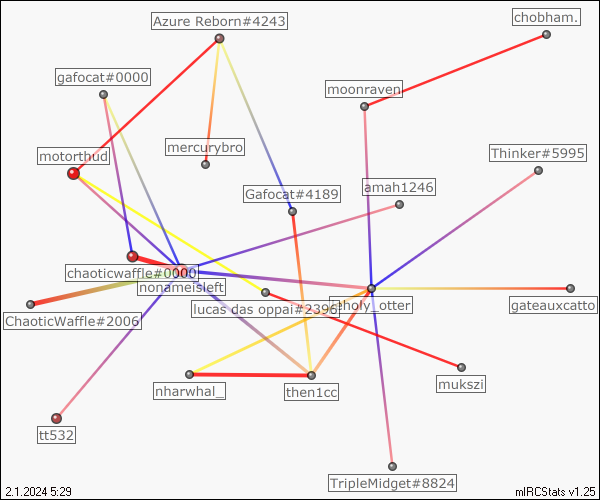 chobham.
Azure Reborn#4243
gafocat#0000
moonraven
mercurybro
motorthud
Thinker#5995
amah1246
Gafocat#4189
chaoticwaffle#0000
nonameisleft
lucas das oppai#2396
gateauxcatto
ChaoticWaffle#2006
mukszi
nharwhal_
then1cc
tt532
TripleMidget#8824
2.1.2024 5:29
mIRCStats v1.25